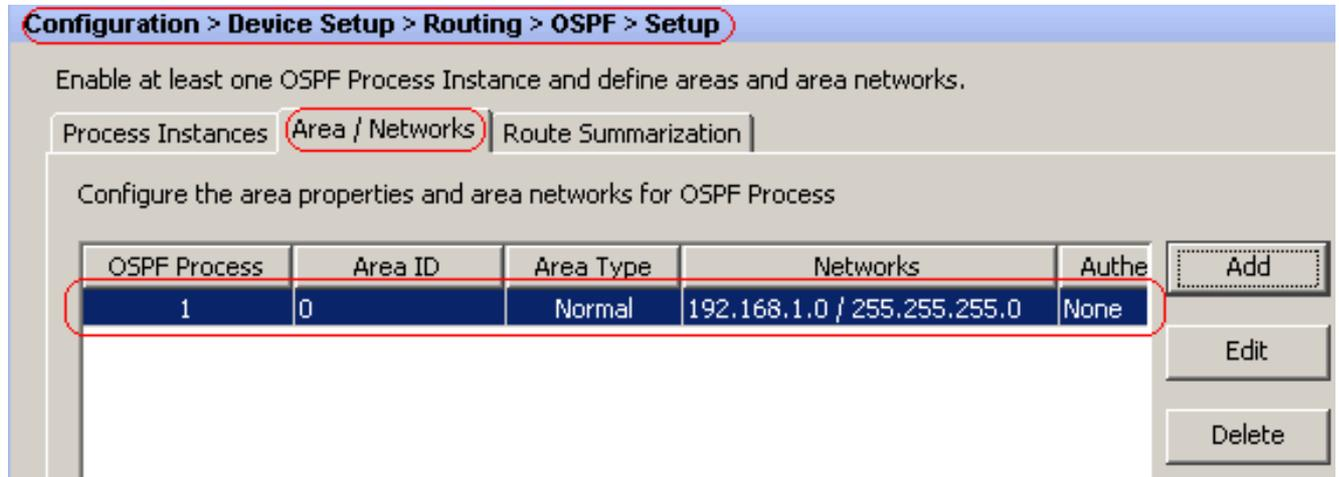 Configuration > Device Setup > Routing > OSPF > Setup
Enable at least one OSPF Process Instance and define areas and area networks.
Process Instances Area / Networks Route Summarization
Configure the area properties and area networks for OSPF Process
OSPF Process Area ID Area Type Networks Authe Add
1 0 Normal 192.168.1.0 / 255.255.255.0 None
Edit
Delete